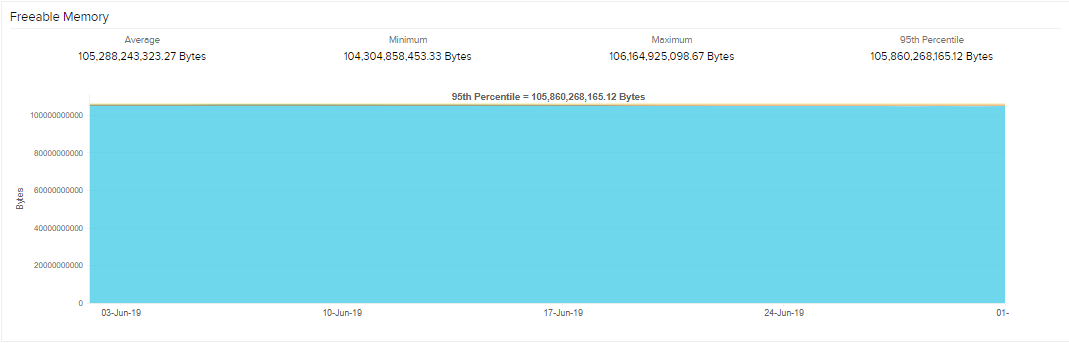 Freeable Memory
Average Minimum Maximum 95th Percentile
105,288,243,323.27 Bytes 104,304,858,453.33 Bytes 106,164,925,098.67 Bytes 105,860,268,165.12 Bytes
95th Percentile = 105,860,268,165.12 Bytes
100000000000
80000000000
60000000000
40000000000
20000000000
0
Bytes
03-Jun-19 10-Jun-19 17-Jun-19 24-Jun-19 01-